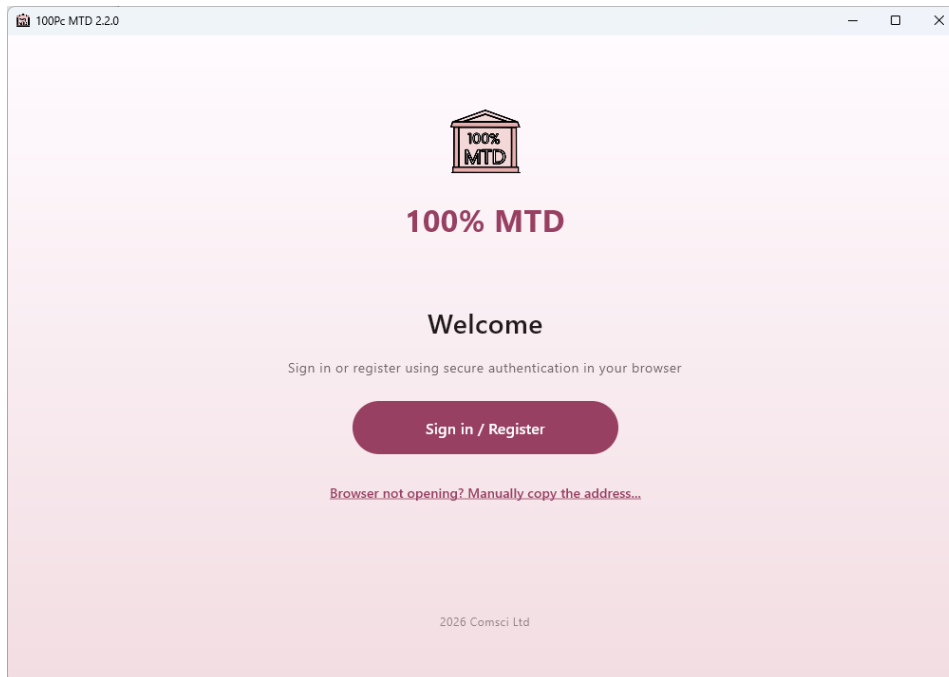 100Pc MTD 2.2.0
100%
MTD
100% MTD
Welcome
Sign in or register using secure authentication in your browser
Sign in / Register
Browser not opening? Manually copy the address...
2026 Comsci Ltd